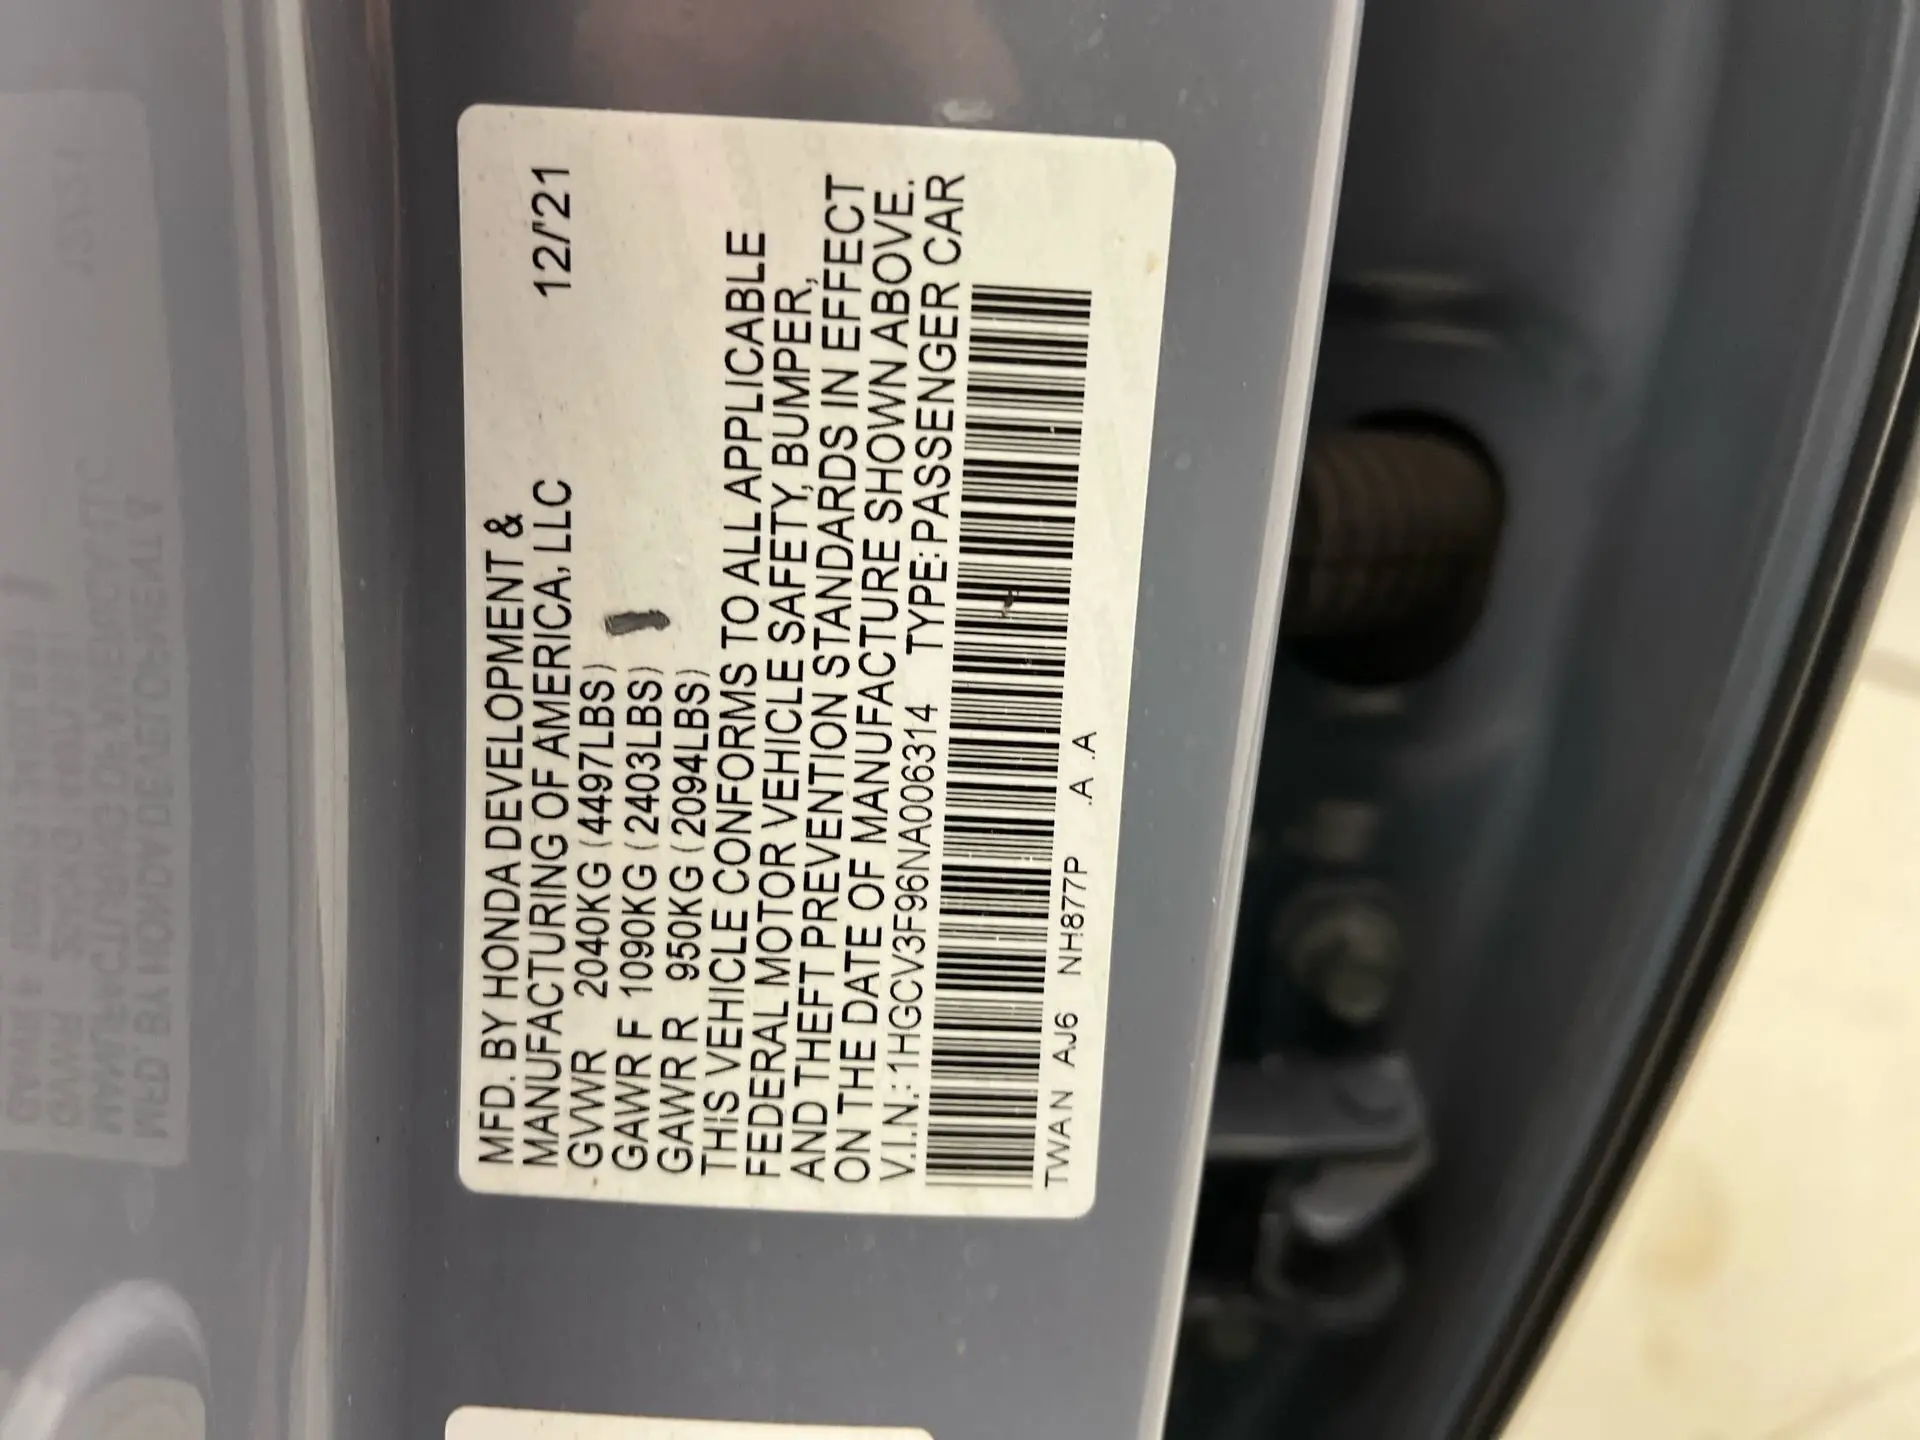 MFD. BY HONDA DEVELOPMENT &
MANUFACTURING OF AMERICA, LLC 12/'21
GVWR 2040KG (4497LBS)
GAWR F 1090KG (2403LBS)
GAWR R 950KG (2094LBS)
THIS VEHICLE CONFORMS TO ALL APPLICABLE
FEDERAL MOTOR VEHICLE SAFETY, BUMPER,
AND THEFT PREVENTION STANDARDS IN EFFECT
ON THE DATE OF MANUFACTURE SHOWN ABOVE.
V.I.N.:1HGCV3F96NA006314 TYPE:PASSENGER CAR
TWAN AJ6 NH877P .A .A